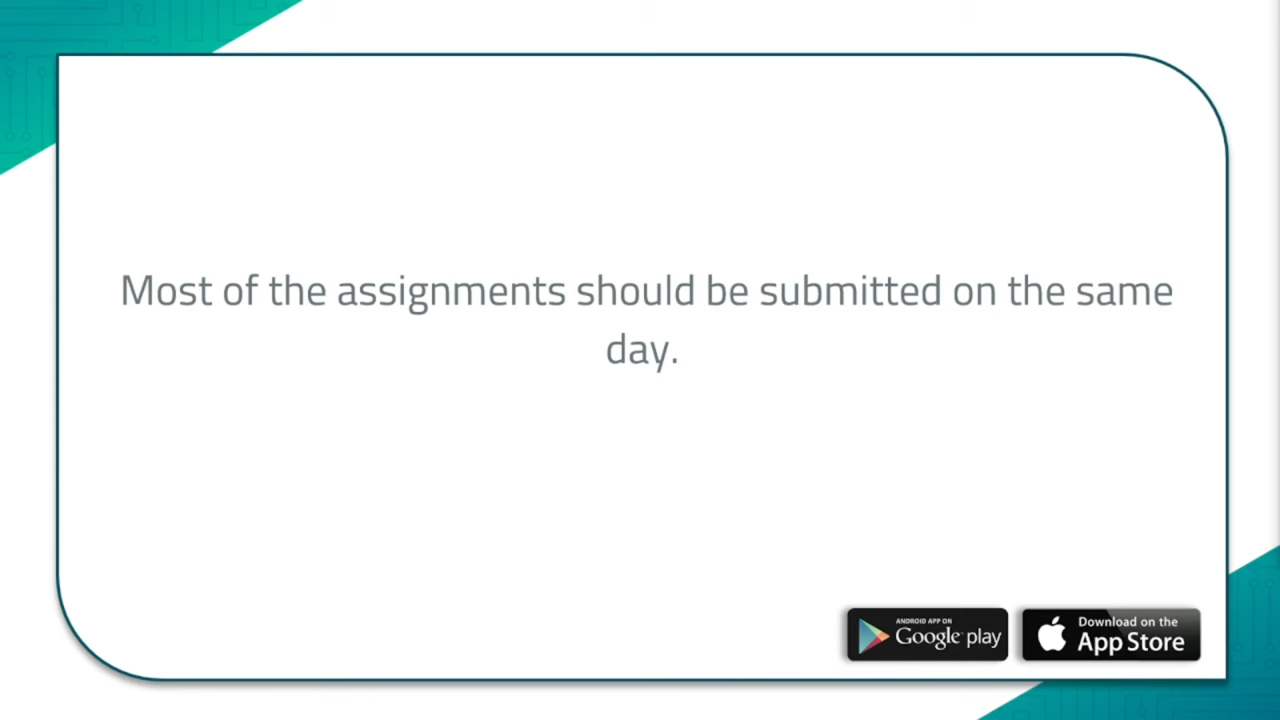 Most of the assignments should be submitted on the same
day.
ANDROID APP ON
Google play
Download on the
App Store